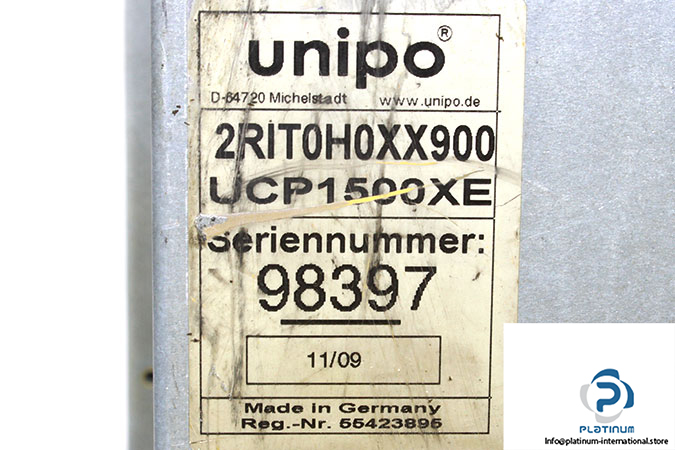 unipo®
D-64720 Michelstadt www.unipo.de
2RIT0H0XX900
UCP1500XE
Seriennummer:
98397
11/09
Made in Germany
Reg.-Nr. 55423895
PLATINUM
Info@platinum-international.store